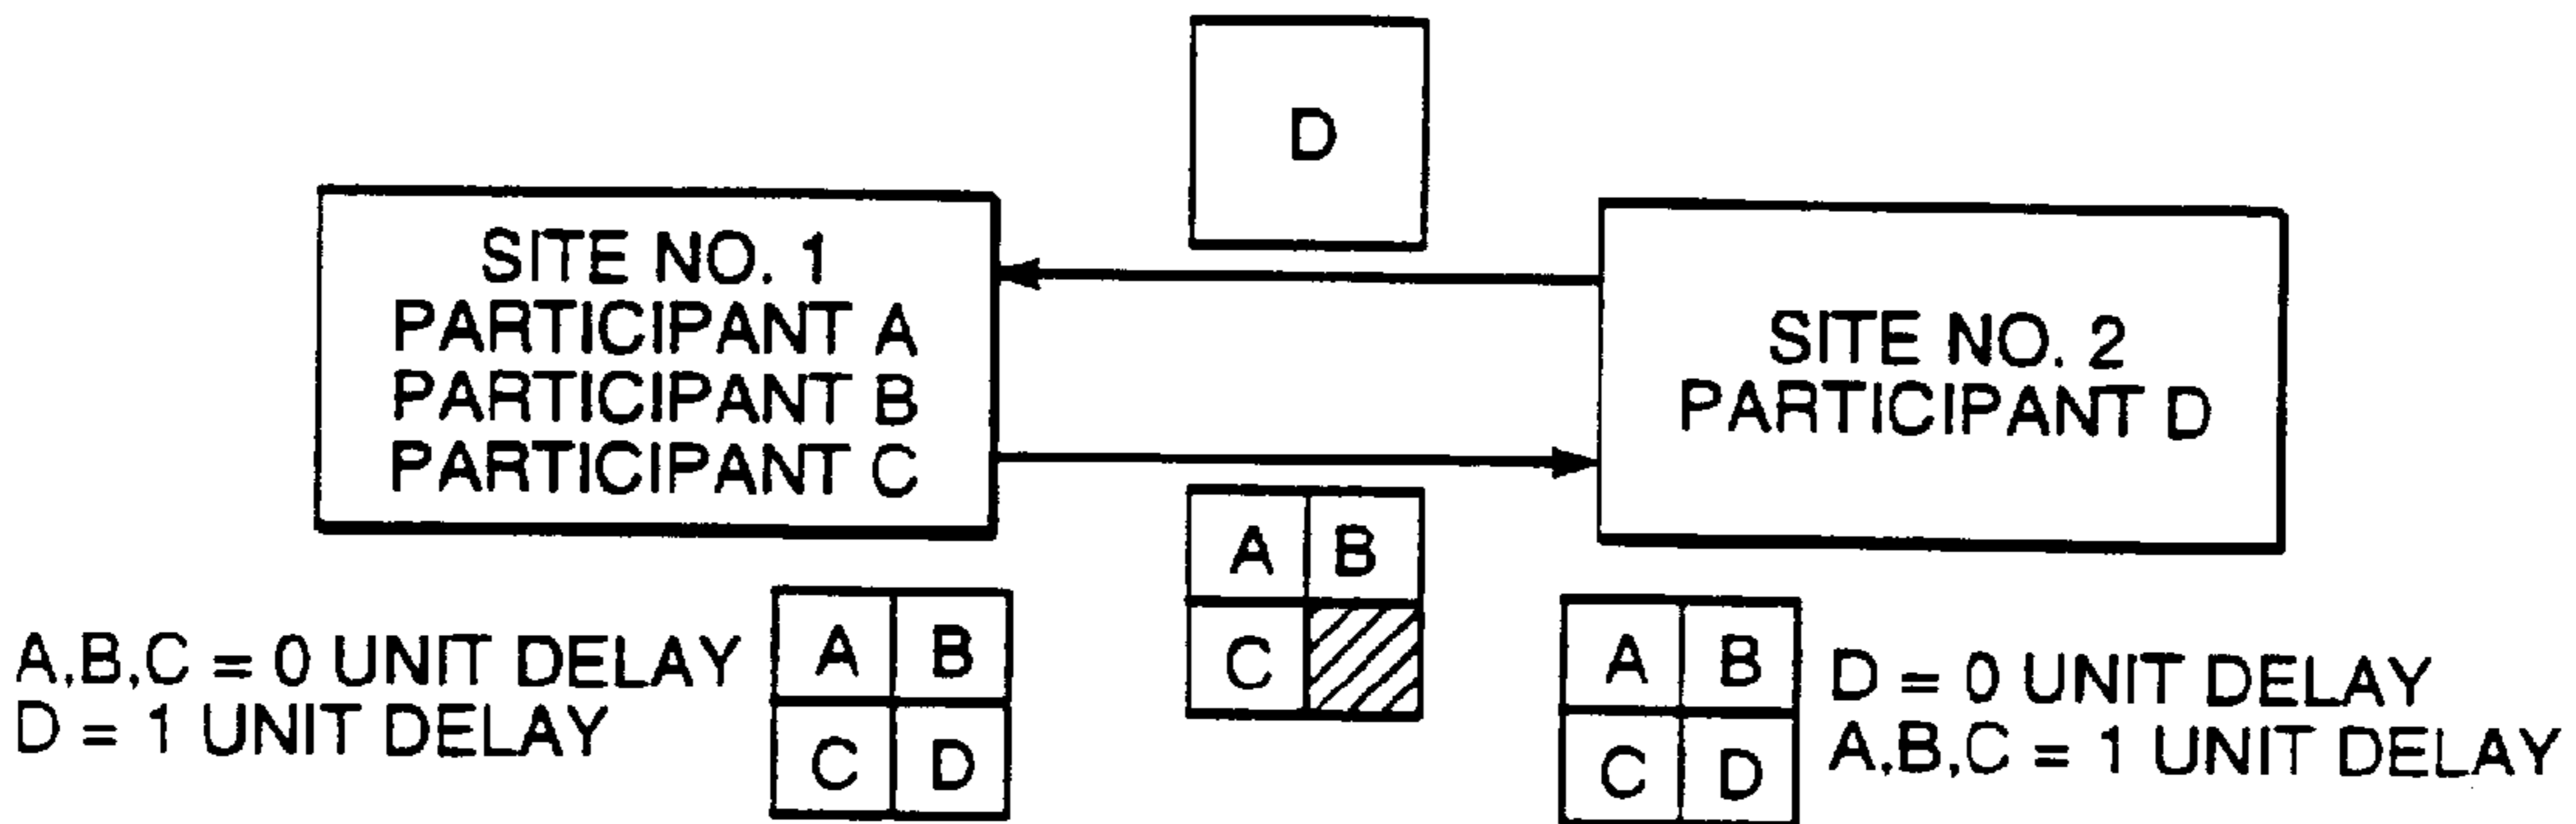 D
SITE NO. 1
PARTICIPANT A
PARTICIPANT B
PARTICIPANT C
SITE NO. 2
PARTICIPANT D
A B
C
A,B,C = 0 UNIT DELAY
D = 1 UNIT DELAY
A B
C D
A B
C D
D = 0 UNIT DELAY
A,B,C = 1 UNIT DELAY